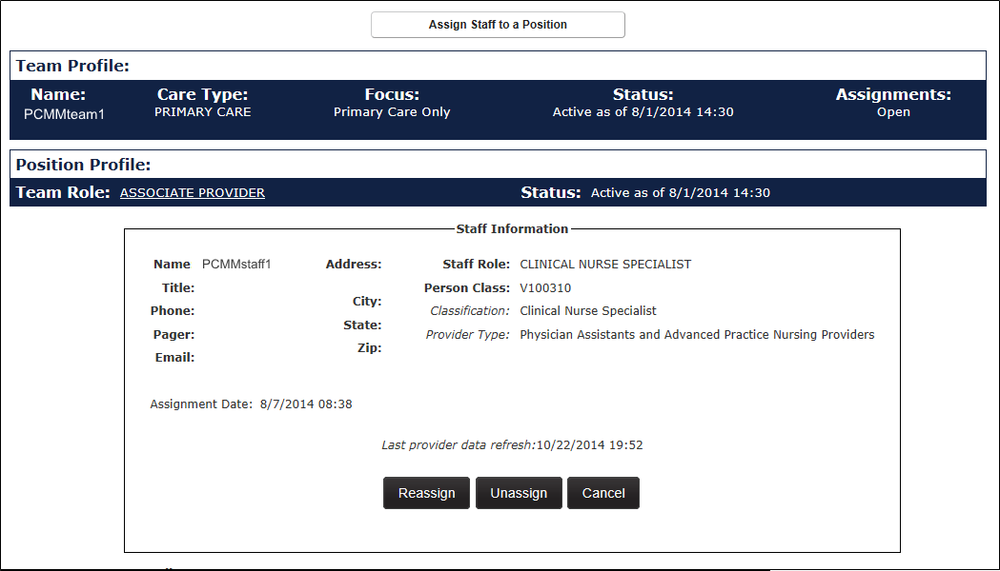 Assign Staff to a Position
Team Profile:
Name: Care Type: Focus: Status: Assignments:
PCMMteam1 PRIMARY CARE Primary Care Only Active as of 8/1/2014 14:30 Open
Position Profile:
Team Role: ASSOCIATE PROVIDER Status: Active as of 8/1/2014 14:30
Staff Information
Name PCMMstaff1 Address: Staff Role: CLINICAL NURSE SPECIALIST
Title: Person Class: V100310
City:
Phone: Classification: Clinical Nurse Specialist
State:
Pager: Provider Type: Physician Assistants and Advanced Practice Nursing Providers
Zip:
Email:
Assignment Date: 8/7/2014 08:38
Last provider data refresh:10/22/2014 19:52
Reassign Unassign Cancel